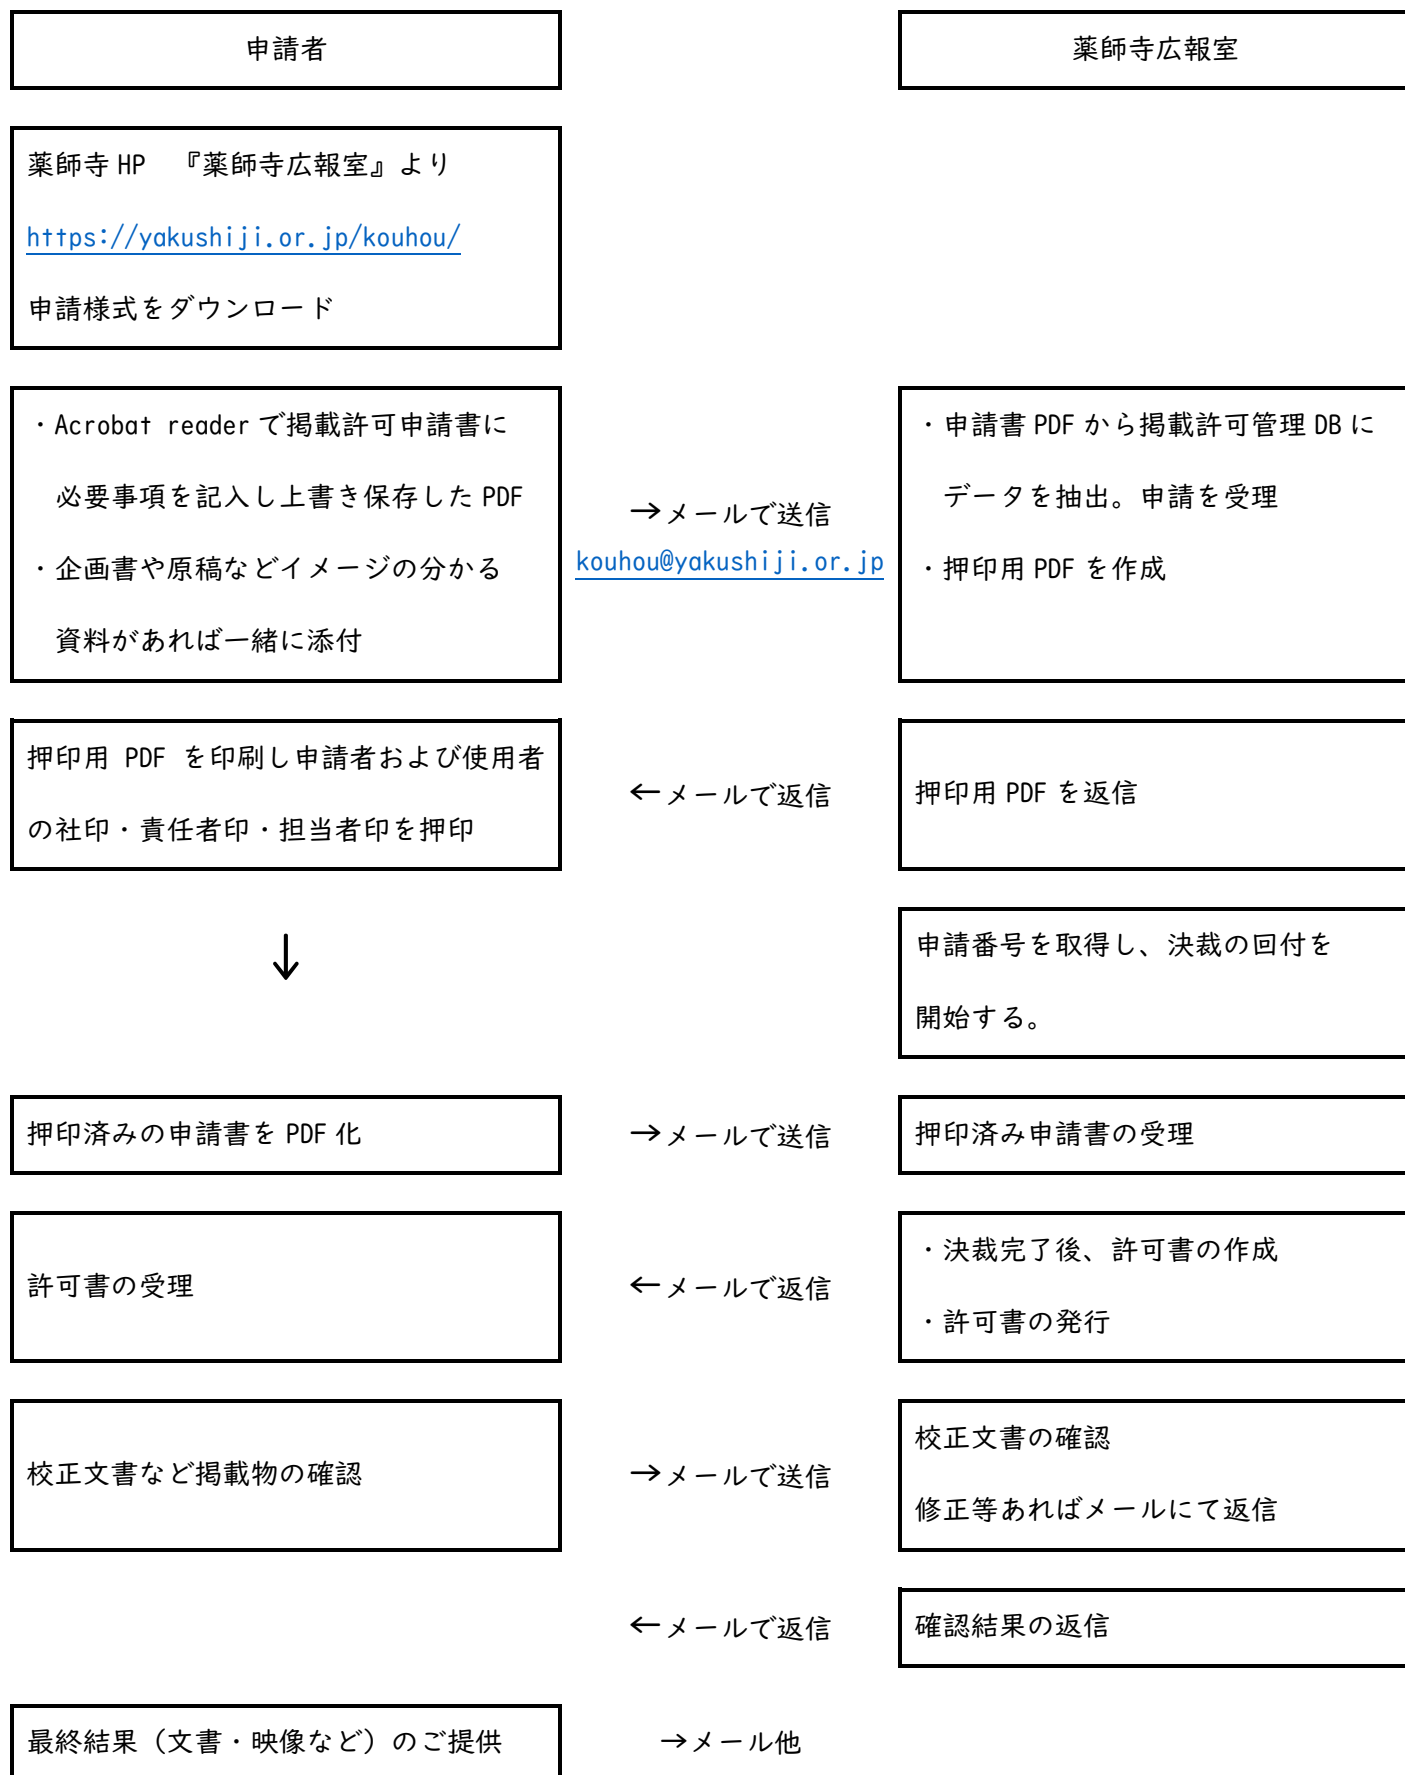 申請者
薬師寺広報室
薬師寺 HP　『薬師寺広報室』より
https://yakushiji.or.jp/kouhou/
申請様式をダウンロード
・Acrobat reader で掲載許可申請書に
必要事項を記入し上書き保存した PDF
・企画書や原稿などイメージの分かる
資料があれば一緒に添付
→メールで送信
kouhou@yakushiji.or.jp
・申請書 PDF から掲載許可管理 DB に
データを抽出。申請を受理
・押印用 PDF を作成
押印用 PDF を印刷し申請者および使用者
の社印・責任者印・担当者印を押印
←メールで返信
押印用 PDF を返信
↓
申請番号を取得し、決裁の回付を
開始する。
押印済みの申請書を PDF 化
→メールで送信
押印済み申請書の受理
許可書の受理
←メールで返信
・決裁完了後、許可書の作成
・許可書の発行
校正文書など掲載物の確認
→メールで送信
校正文書の確認
修正等あればメールにて返信
←メールで返信
確認結果の返信
最終結果（文書・映像など）のご提供
→メール他